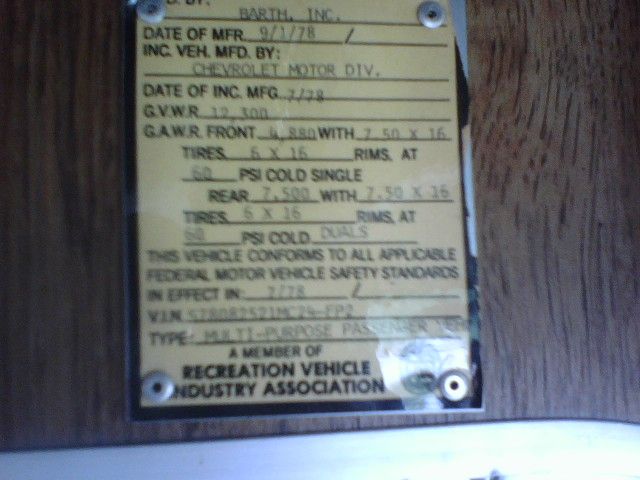 D. BY:
BARTH, INC.
DATE OF MFR. 9/1/78 /
INC. VEH. MFD. BY:
CHEVROLET MOTOR DIV.
DATE OF INC. MFG. 7/78
G.V.W.R. 12,300
G.A.W.R. FRONT 4,880 WITH 7.50 X 16
TIRES, 6 X 16 RIMS, AT
60 PSI COLD SINGLE
REAR 7,500 WITH 7.50 X 16
TIRES, 6 X 16 RIMS, AT
PSI COLD DUALS
THIS VEHICLE CONFORMS TO ALL APPLICABLE
FEDERAL MOTOR VEHICLE SAFETY STANDARDS
IN EFFECT IN: 7/78 /
V.I.N.
TYPE: MULTI-PURPOSE PASSENGER
A MEMBER OF
RECREATION VEHICLE
INDUSTRY ASSOCIATION